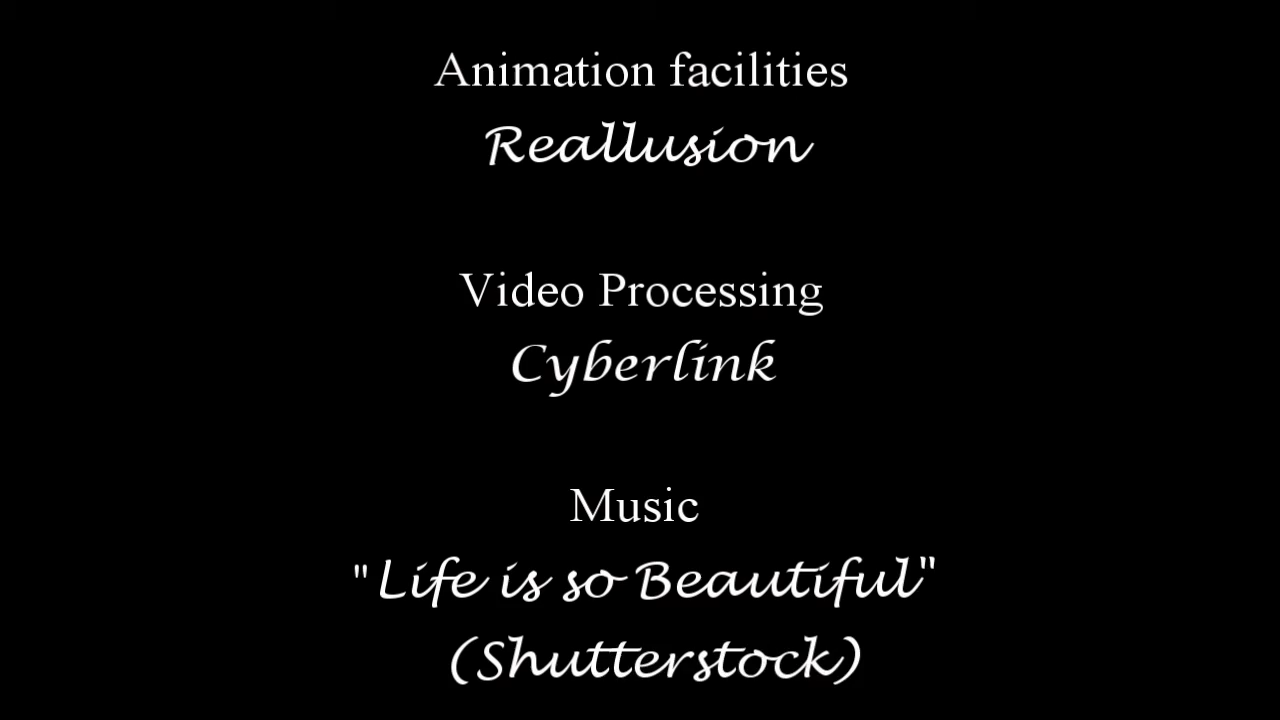 Animation facilities
Reallusion
Video Processing
Cyberlink
Music
"Life is so Beautiful"
(Shutterstock)